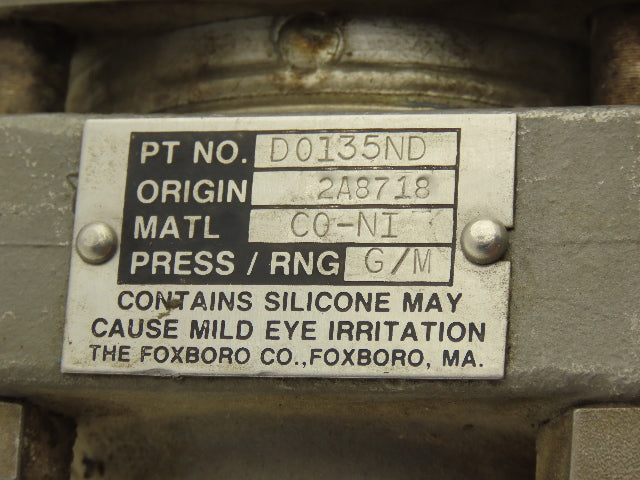 PT NO. D0135ND
ORIGIN 2A8718
MATL CO-NI
PRESS / RNG G/M
CONTAINS SILICONE MAY
CAUSE MILD EYE IRRITATION
THE FOXBORO CO., FOXBORO, MA.